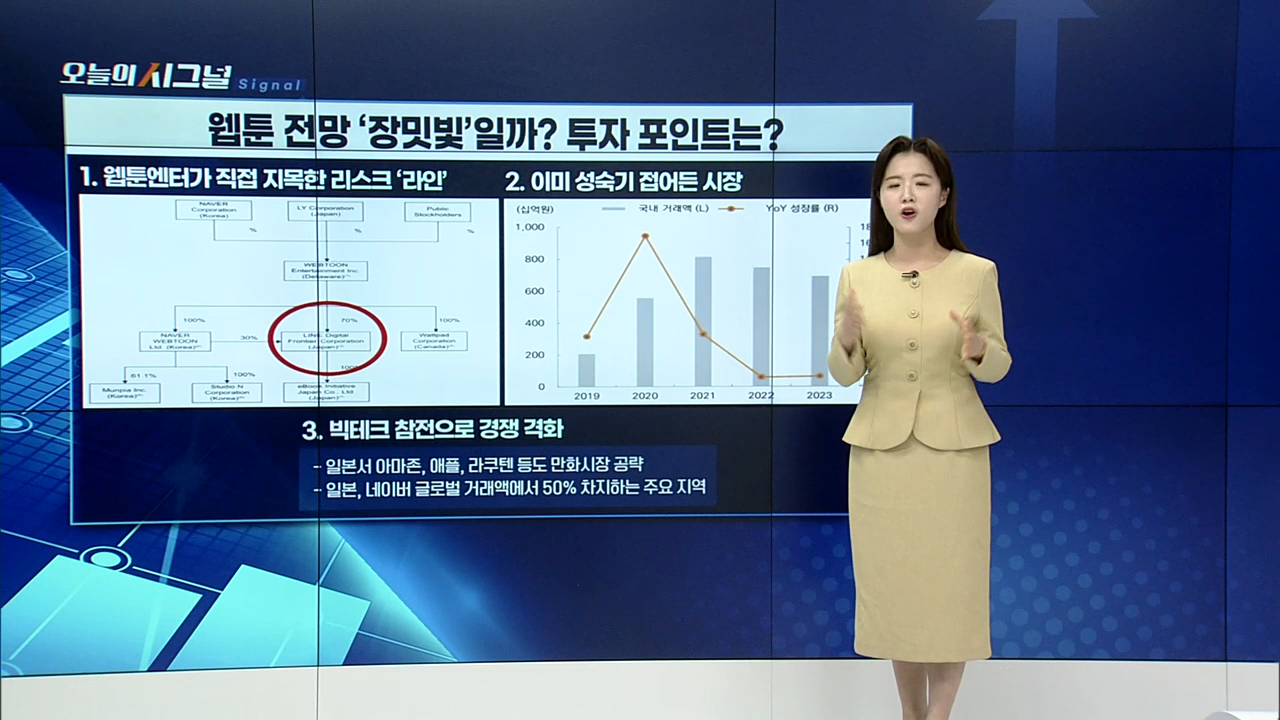 오늘의 시그널 Signal
웹툰 전망 ‘장밋빛’일까? 투자 포인트는?
1. 웹툰엔터가 직접 지목한 리스크 ‘라인’
NAVER
Corporation
(Korea)
LY Corporation
(Japan)
Public
Stockholders
%
%
%
WEBTOON
Entertainment Inc.
(Delaware)
100%
70%
100%
NAVER
WEBTOON
Ltd. (Korea)
30%
LINE Digital
Frontier Corporation
(Japan)
Wattpad
Corporation
(Canada)
61.1%
100%
100%
Munpia Inc.
(Korea)
Studio N
Corporation
(Korea)
eBook Initiative
Japan Co., Ltd.
(Japan)
2. 이미 성숙기 접어든 시장
(십억원)
국내 거래액 (L)
YoY 성장률 (R)
1,000
800
600
400
200
0
2019
2020
2021
2022
2023
3. 빅테크 참전으로 경쟁 격화
- 일본서 아마존, 애플, 라쿠텐 등도 만화시장 공략
- 일본, 네이버 글로벌 거래액에서 50% 차지하는 주요 지역